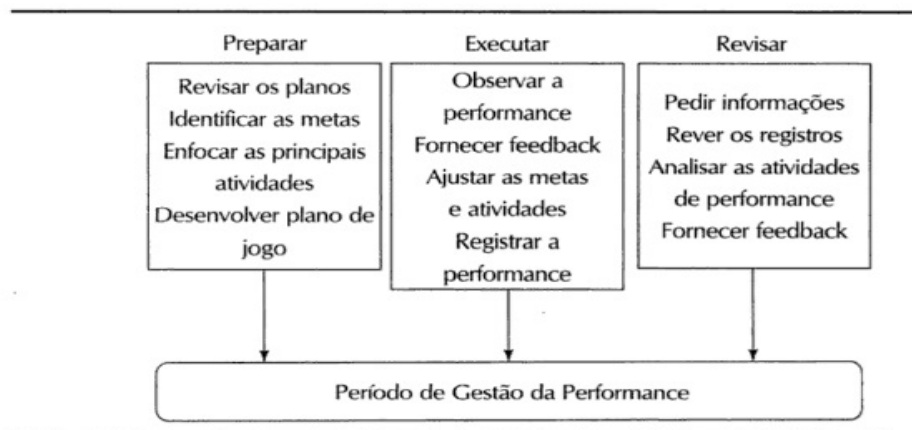 Preparar
Revisar os planos
Identificar as metas
Enfocar as principais
atividades
Desenvolver plano de
jogo
Executar
Observar a
performance
Fornecer feedback
Ajustar as metas
e atividades
Registrar a
performance
Revisar
Pedir informações
Rever os registros
Analisar as atividades
de performance
Fornecer feedback
Período de Gestão da Performance